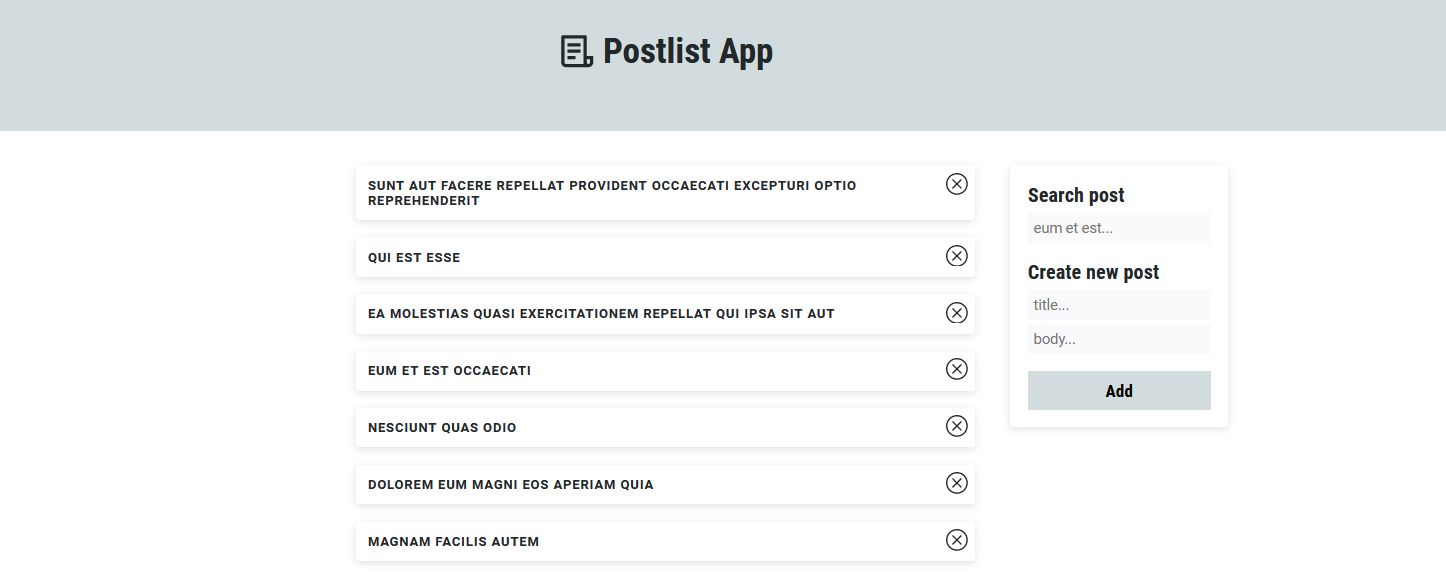 Postlist App
SUNT AUT FACERE REPELLAT PROVIDENT OCCAECATI EXCEPTURI OPTIO
REPREHENDERIT
QUI EST ESSE
EA MOLESTIAS QUASI EXERCITATIONEM REPELLAT QUI IPSA SIT AUT
EUM ET EST OCCAECATI
NESCIUNT QUAS ODIO
DOLOREM EUM MAGNI EOS APERIAM QUIA
MAGNAM FACILIS AUTEM
Search post
eum et est...
Create new post
title...
body...
Add